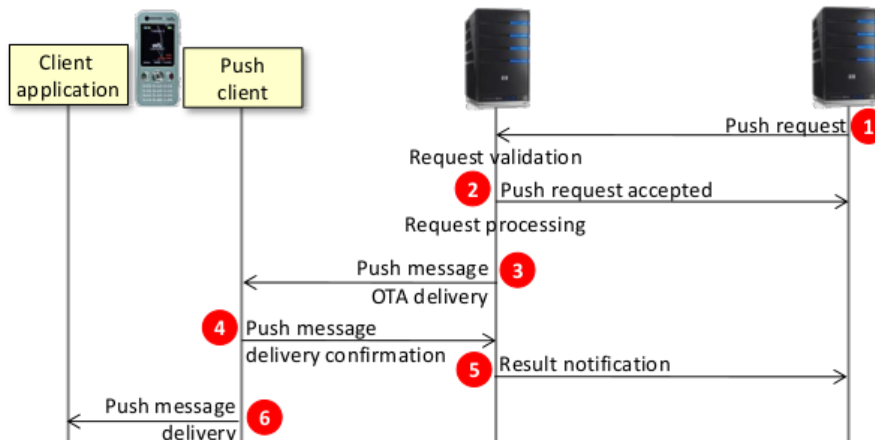 Client
application
Push
client
Push request 1
Request validation
2 Push request accepted
Request processing
Push message 3
OTA delivery
4 Push message
delivery confirmation
5 Result notification
Push message 6
delivery